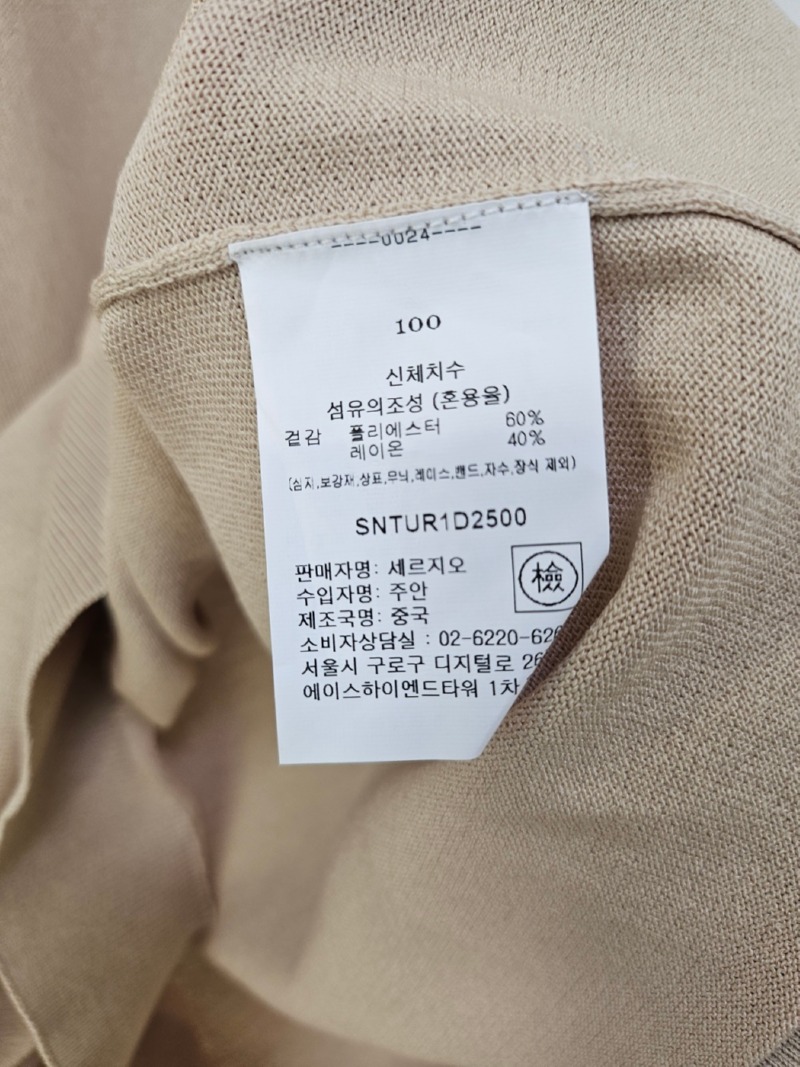 ----0024----
100
신체치수
섬유의조성 (혼용율)
겉감 폴리에스터 60%
레이온 40%
(심지,보강재,상표,무늬,레이스,밴드,자수,장식 제외)
SNTUR1D2500
판매자명: 세르지오
檢
수입자명: 주안
제조국명: 중국
소비자상담실 : 02-6220-626
서울시 구로구 디지털로 26
에이스하이엔드타워 1차